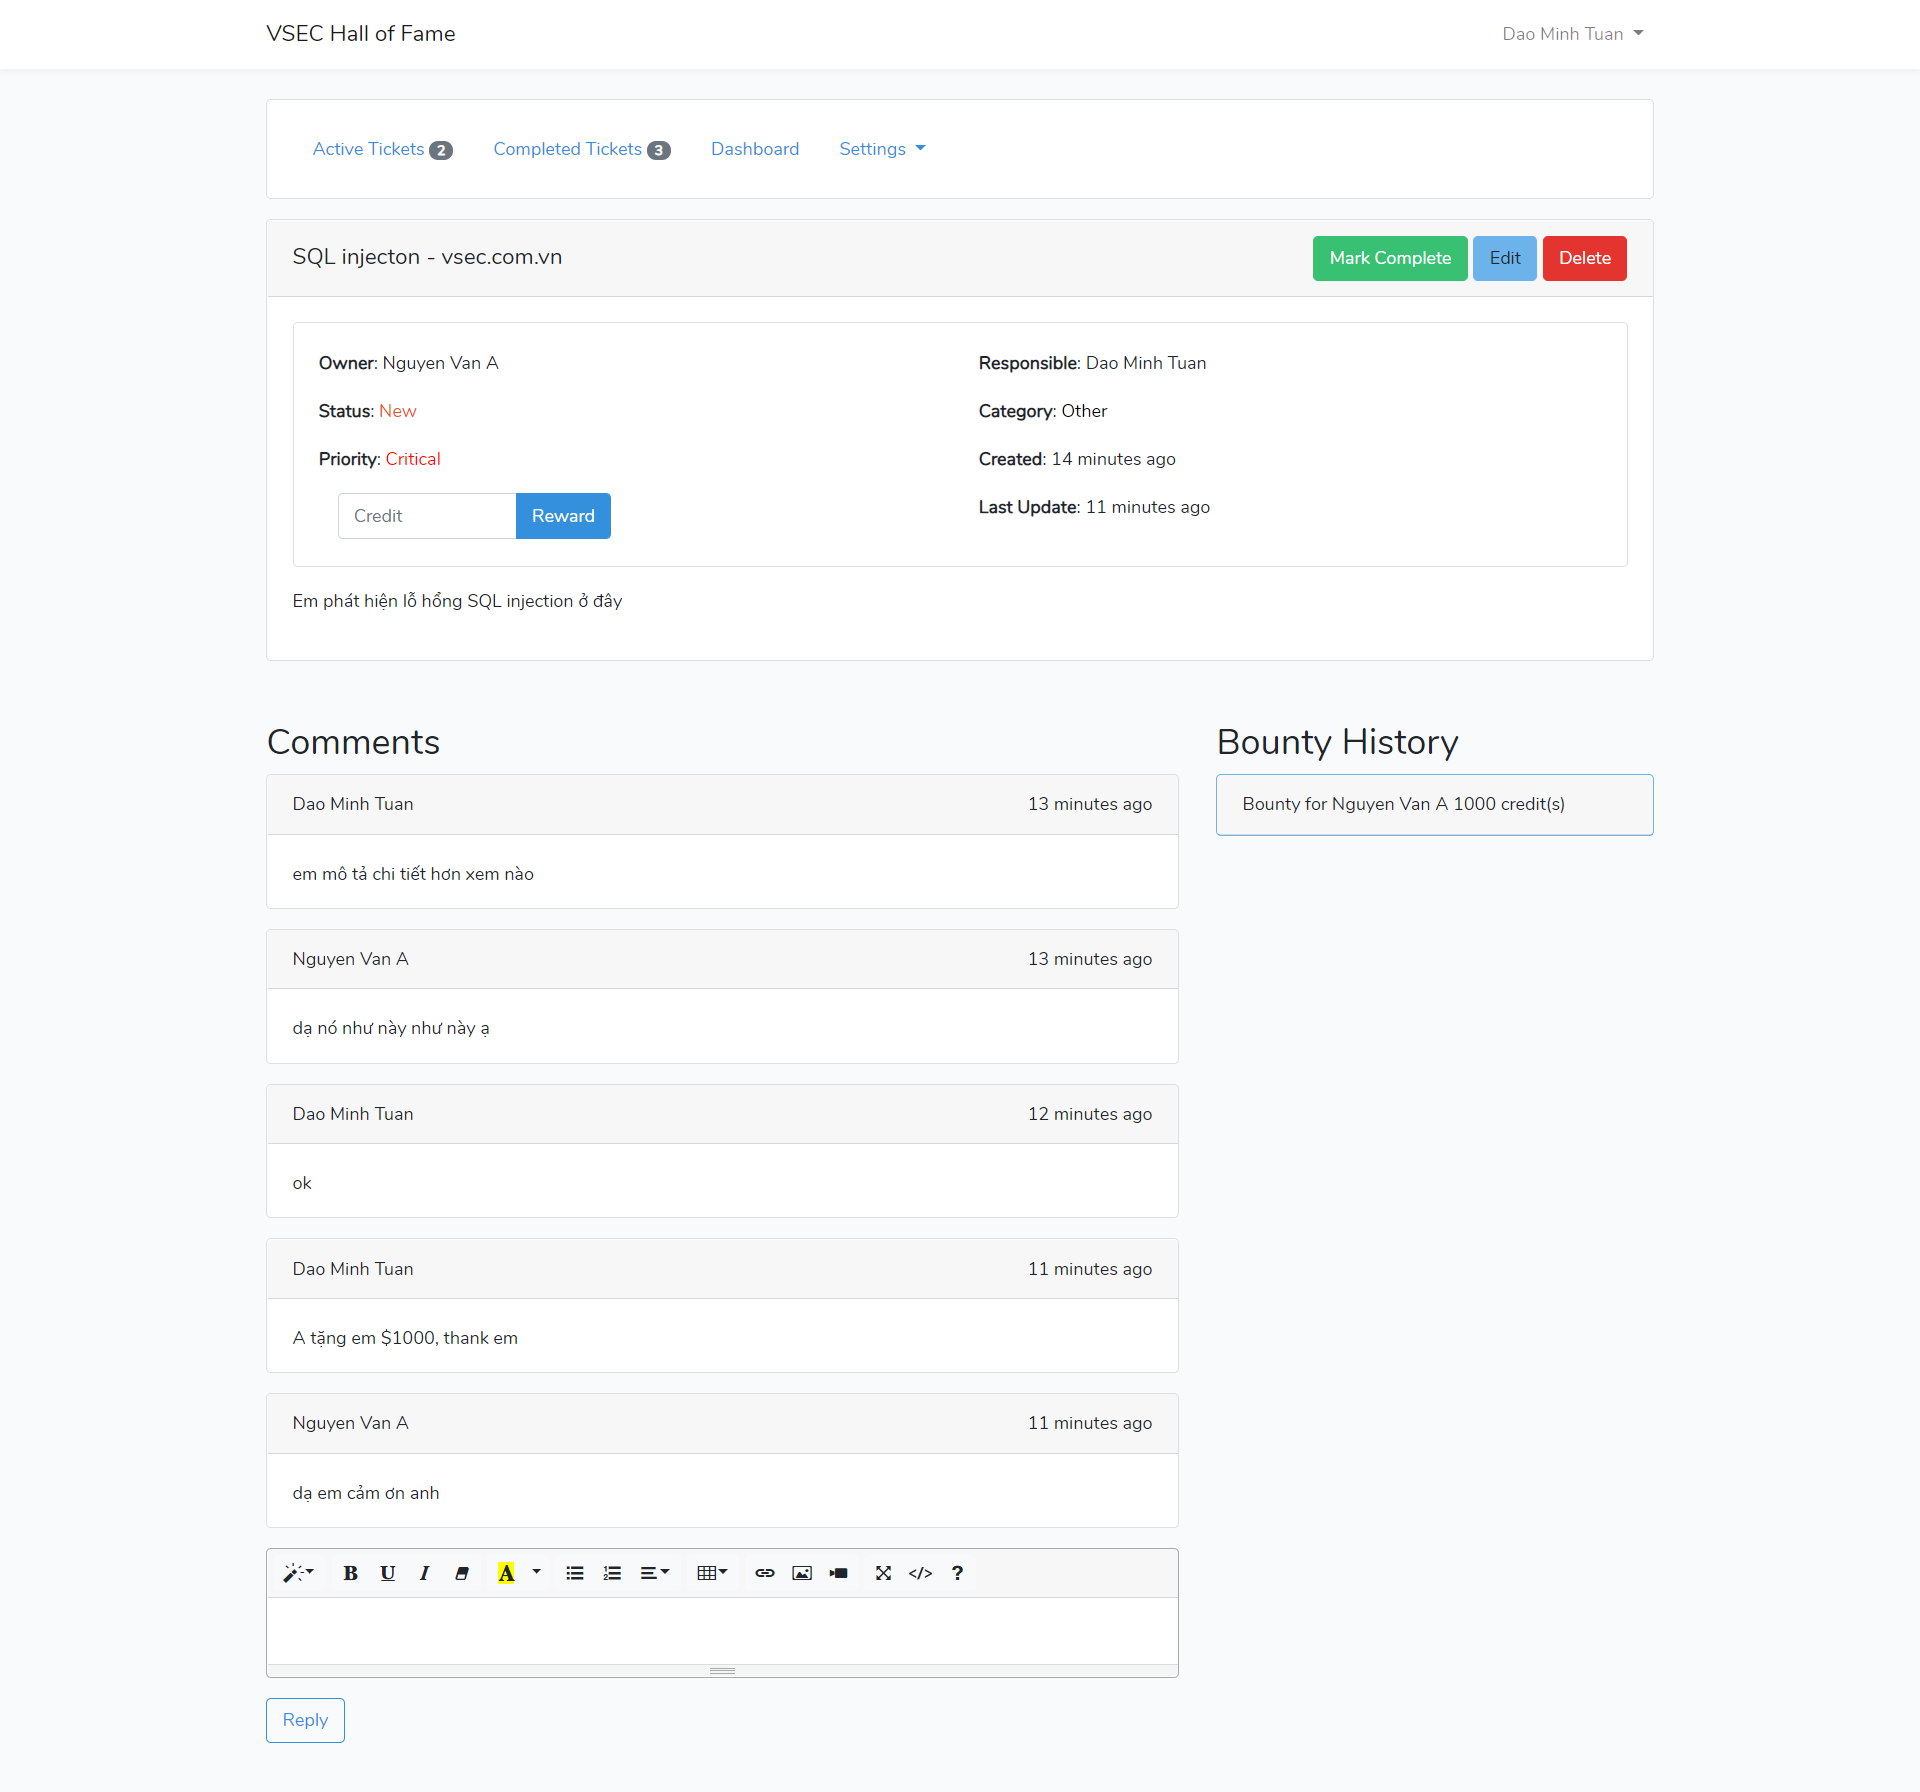 VSEC Hall of Fame
Dao Minh Tuan
Active Tickets 2 Completed Tickets 3 Dashboard Settings
SQL injecton - vsec.com.vn
Mark Complete Edit Delete
Owner: Nguyen Van A
Status: New
Priority: Critical
Credit Reward
Responsible: Dao Minh Tuan
Category: Other
Created: 14 minutes ago
Last Update: 11 minutes ago
Em phát hiện lỗ hổng SQL injection ở đây
Comments
Dao Minh Tuan 13 minutes ago
em mô tả chi tiết hơn xem nào
Nguyen Van A 13 minutes ago
dạ nó như này như này ạ
Dao Minh Tuan 12 minutes ago
ok
Dao Minh Tuan 11 minutes ago
A tặng em $1000, thank em
Nguyen Van A 11 minutes ago
dạ em cảm ơn anh
B U I A </> ?
Reply
Bounty History
Bounty for Nguyen Van A 1000 credit(s)